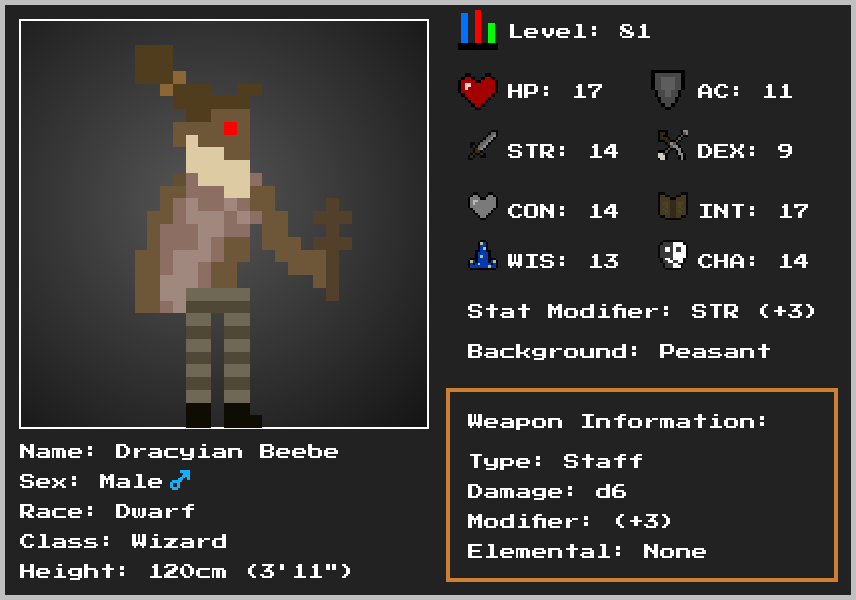 Level: 81
HP: 17 AC: 11
STR: 14 DEX: 9
CON: 14 INT: 17
WIS: 13 CHA: 14
Stat Modifier: STR (+3)
Background: Peasant
Weapon Information:
Type: Staff
Damage: d6
Modifier: (+3)
Elemental: None
Name: Dracyian Beebe
Sex: Male ♂
Race: Dwarf
Class: Wizard
Height: 120cm (3'11")